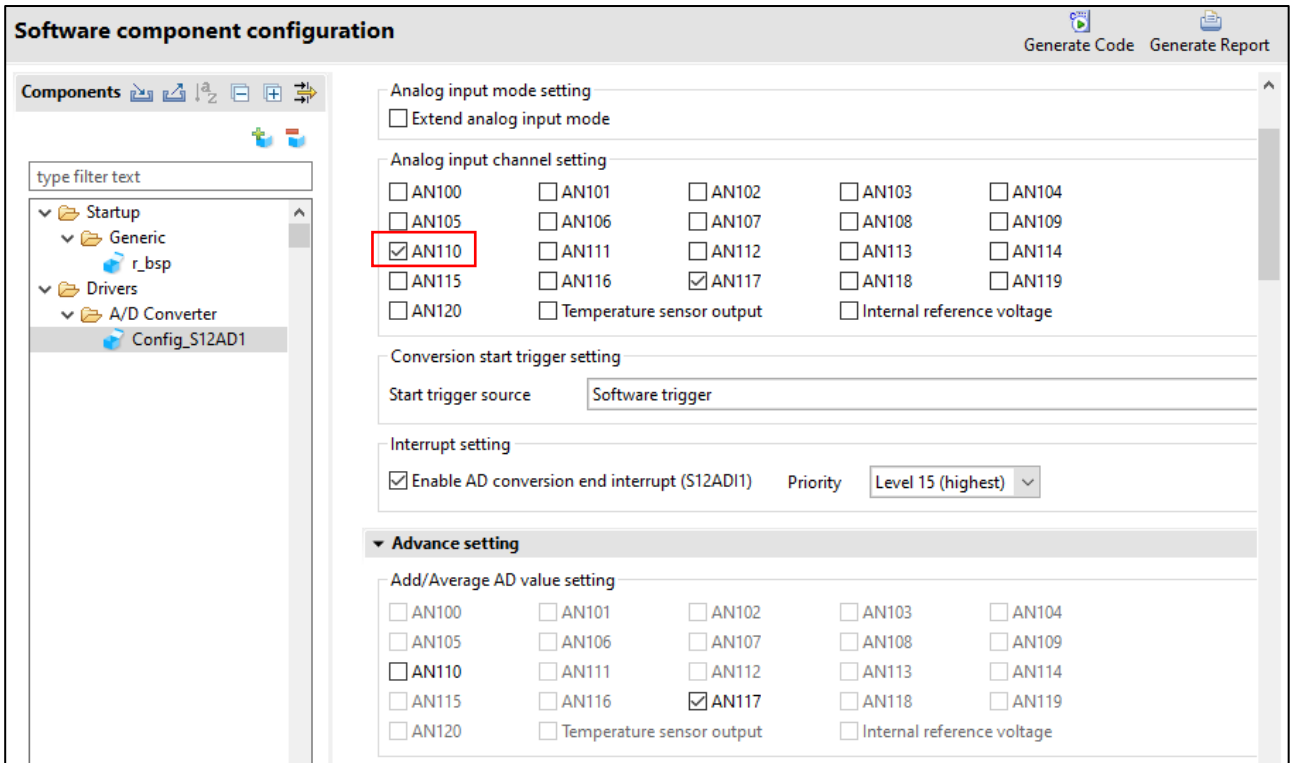 Software component configuration
Generate Code Generate Report
Components
type filter text
Startup
Generic
r_bsp
Drivers
A/D Converter
Config_S12AD1
Analog input mode setting
Extend analog input mode
Analog input channel setting
AN100 AN101 AN102 AN103 AN104
AN105 AN106 AN107 AN108 AN109
AN110 AN111 AN112 AN113 AN114
AN115 AN116 AN117 AN118 AN119
AN120 Temperature sensor output Internal reference voltage
Conversion start trigger setting
Start trigger source Software trigger
Interrupt setting
Enable AD conversion end interrupt (S12ADI1) Priority Level 15 (highest)
Advance setting
Add/Average AD value setting
AN100 AN101 AN102 AN103 AN104
AN105 AN106 AN107 AN108 AN109
AN110 AN111 AN112 AN113 AN114
AN115 AN116 AN117 AN118 AN119
AN120 Temperature sensor output Internal reference voltage